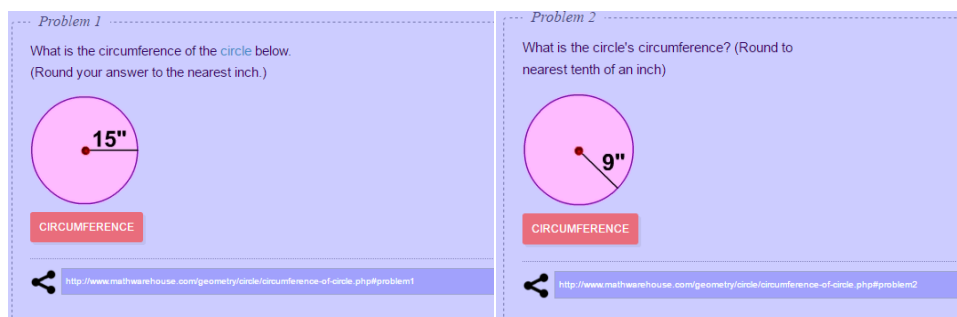 Problem 1
What is the circumference of the circle below.
(Round your answer to the nearest inch.)
15"
CIRCUMFERENCE
http://www.mathwarehouse.com/geometry/circle/circumference-of-circle.php#problem1
Problem 2
What is the circle's circumference? (Round to
nearest tenth of an inch)
9"
CIRCUMFERENCE
http://www.mathwarehouse.com/geometry/circle/circumference-of-circle.php#problem2